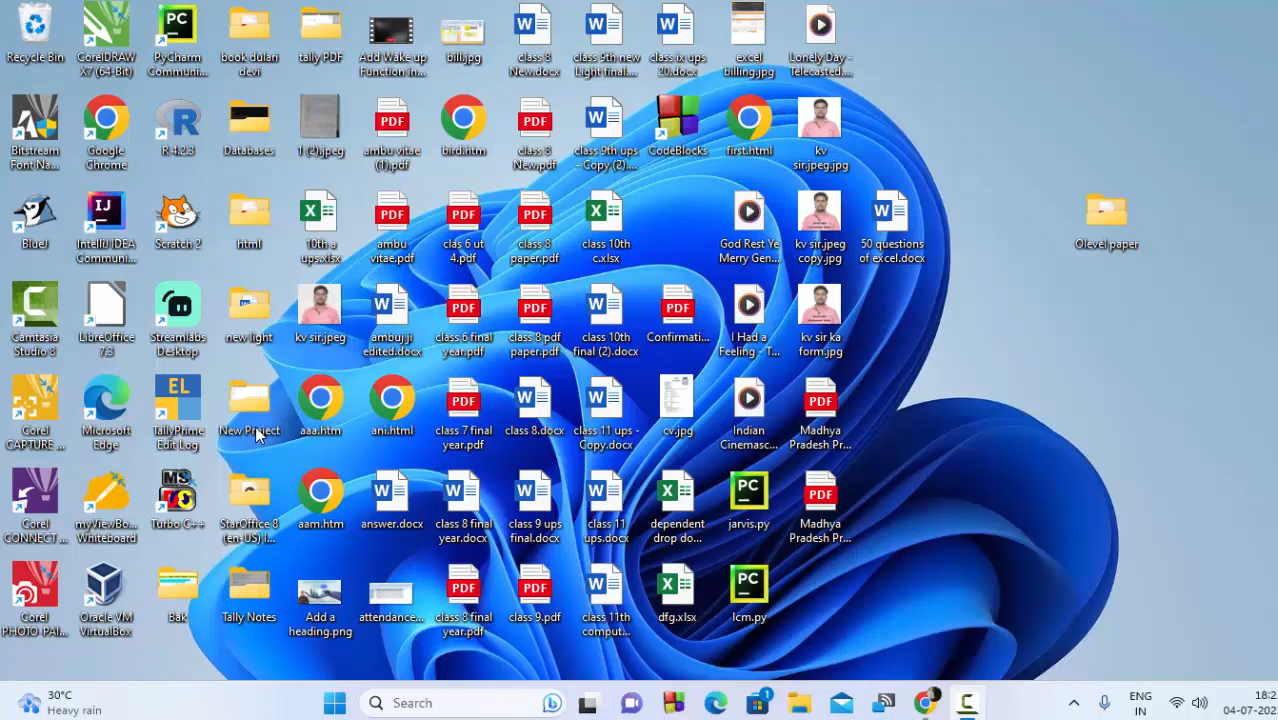 Recycle Bin
CorelDRAW
X7 (64-Bit)
PyCharm
Communi...
book dulari
devi
tally PDF
Add Wake up
Function in...
bill.jpg
class 8
New.docx
class 9th new
Light final...
class ix ups
20.docx
excel
billing.jpg
Lonely Day -
Telecasted....
Bitstream
Font Na...
Google
Chrome
R 4.2.3
Databases
1 (2).jpeg
ambu vitae
(1).pdf
bird.htm
class 8
New.pdf
class 9th ups
- Copy (2)....
CodeBlocks
first.html
kv
sir.jpeg.jpg
BlueJ
IntelliJ IDEA
Communi...
Scratch 2
html
10th a
ups.xlsx
ambu
vitae.pdf
clas 6 ut
4.pdf
class 8
paper.pdf
class 10th
c.xlsx
God Rest Ye
Merry Gen...
kv sir.jpeg
copy.jpg
50 questions
of excel.docx
Olevel paper
Camtasia
Studio 8
LibreOffice
7.3
Streamlabs
Desktop
new light
kv sir.jpeg
ambuj ji
edited.docx
class 6 final
year.pdf
class 8 pdf
paper.pdf
class 10th
final (2).docx
Confirmati...
I Had a
Feeling - T...
kv sir ka
form.jpg
Corel
CAPTURE ...
Microsoft
Edge
EL
TallyPrime
Edit Log
New Project
aaa.htm
ani.html
class 7 final
year.pdf
class 8.docx
class 11 ups -
Copy.docx
cv.jpg
Indian
Cinemasc...
Madhya
Pradesh Pr...
Corel
CONNECT ...
myViewBo...
Whiteboard
Turbo C++
StarOffice 8
(en-US) I...
aam.htm
answer.docx
class 8 final
year.docx
class 9 ups
final.docx
class 11
ups.docx
dependent
drop do...
jarvis.py
Madhya
Pradesh Pr...
Corel
PHOTO-PAI...
Oracle VM
VirtualBox
Bak
Tally Notes
Add a
heading.png
attendance...
class 8 final
year.pdf
class 9.pdf
class 11th
comput...
dfg.xlsx
lcm.py
30°C
Heavy rain
Search
1
ENG
IN
18:2
04-07-202